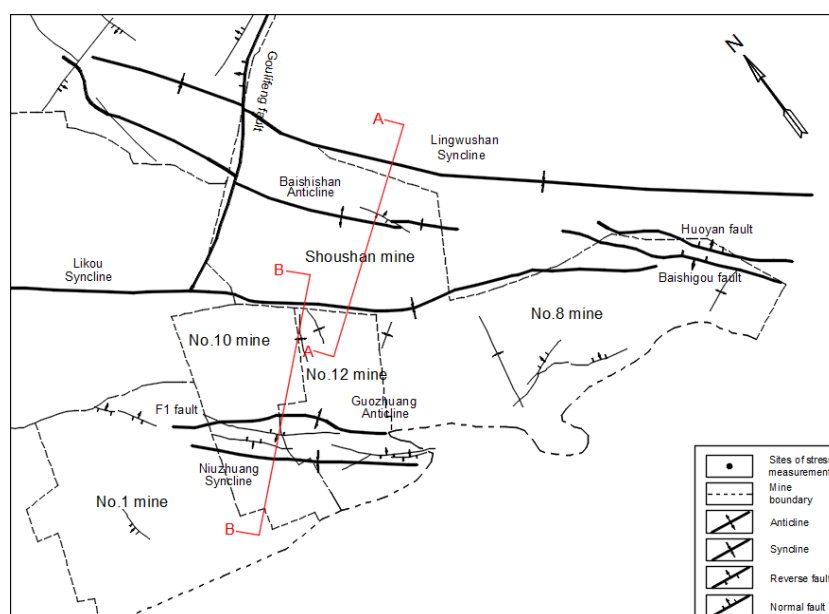 N
Goulifeng fault
A
Lingwushan
Syncline
Baishishan
Anticline
Huoyan fault
Shoushan mine
Likou
Syncline
B
Baishigou fault
No.8 mine
No.10 mine
A
No.12 mine
Guozhuang
Anticline
F1 fault
Niuzhuang
Syncline
No.1 mine
B
Sites of stress
measurement
Mine
boundary
Anticline
Syncline
Reverse fault
Normal fault